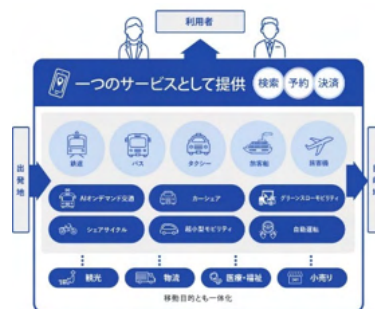 利用者
一つのサービスとして提供
検索
予約
決済
出発地
鉄道
バス
タクシー
旅客船
旅客機
AIオンデマンド交通
カーシェア
グリーンスローモビリティ
シェアサイクル
超小型モビリティ
自動運転
観光
物流
医療・福祉
小売り
移動目的とも一体化